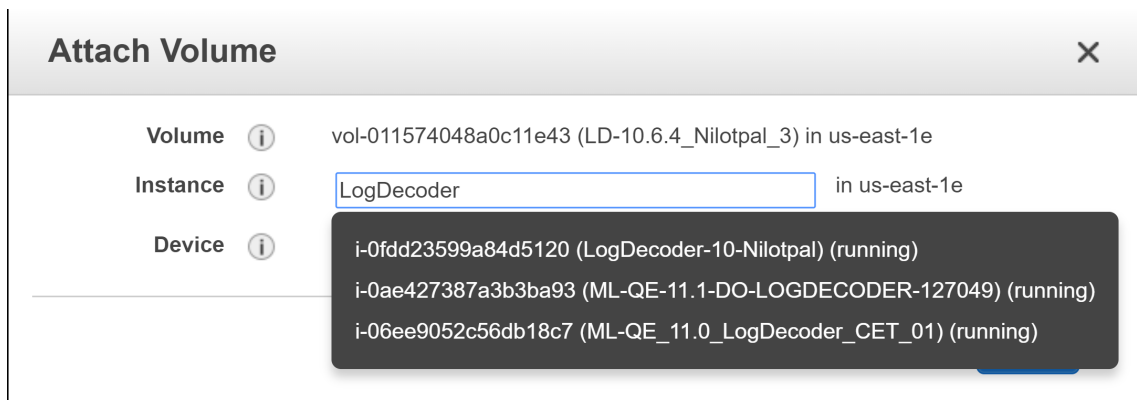 Attach Volume
Volume vol-011574048a0c11e43 (LD-10.6.4_Nilotpal_3) in us-east-1e
Instance LogDecoder in us-east-1e
Device
i-0fdd23599a84d5120 (LogDecoder-10-Nilotpal) (running)
i-0ae427387a3b3ba93 (ML-QE-11.1-DO-LOGDECODER-127049) (running)
i-06ee9052c56db18c7 (ML-QE_11.0_LogDecoder_CET_01) (running)